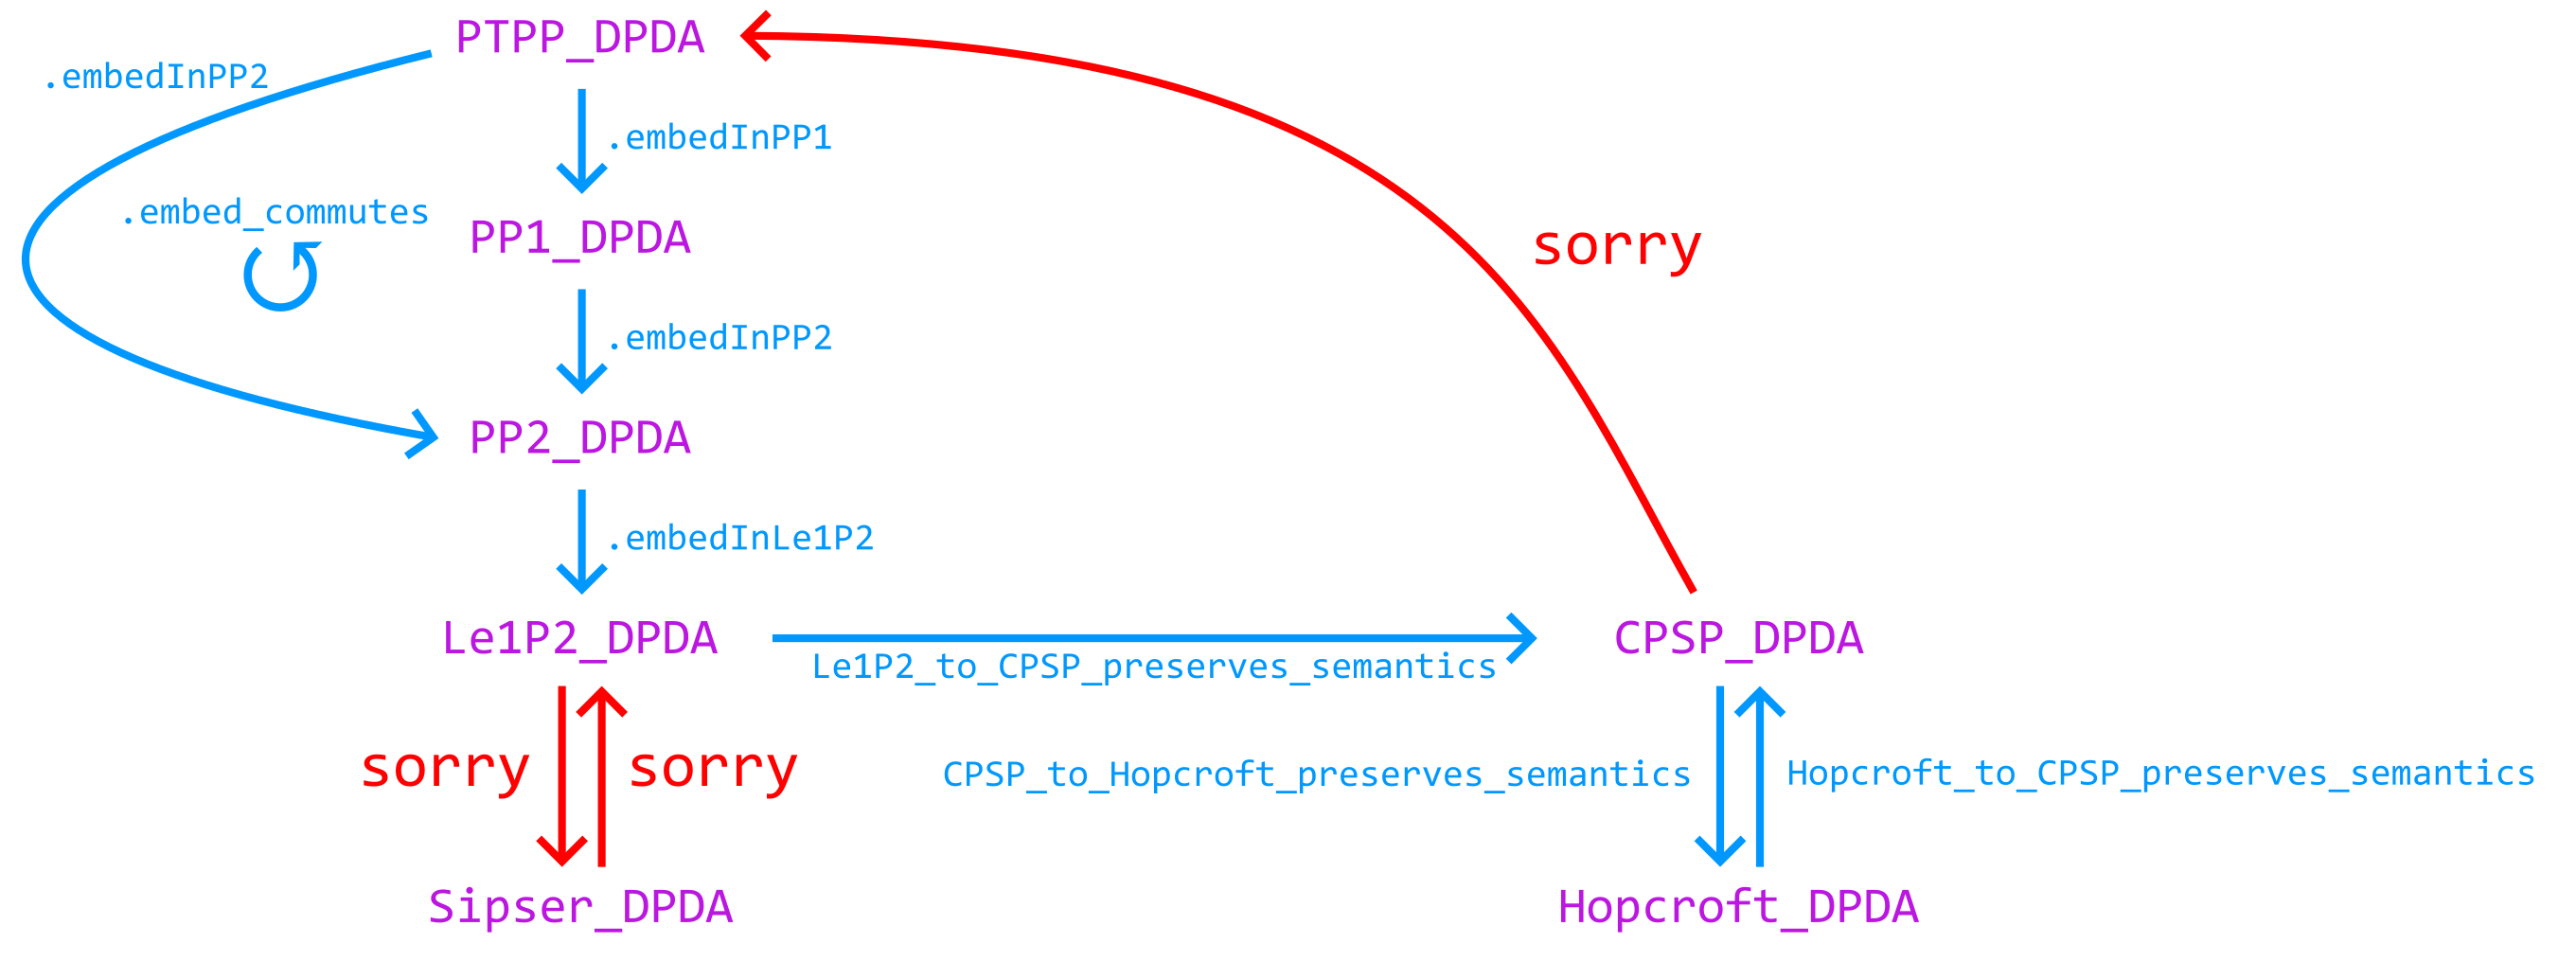 PTPP_DPDA
.embedInPP2
.embedInPP1
.embed_commutes
PP1_DPDA
sorry
.embedInPP2
PP2_DPDA
.embedInLe1P2
Le1P2_DPDA
CPSP_DPDA
Le1P2_to_CPSP_preserves_semantics
sorry
sorry
CPSP_to_Hopcroft_preserves_semantics
Hopcroft_to_CPSP_preserves_semantics
Sipser_DPDA
Hopcroft_DPDA